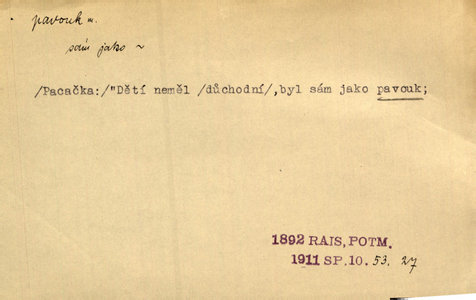 pavouk m.
sám jako ~
/Pacačka:/"Dětí neměl /důchodní/,byl sám jako pavouk;
1892 RAIS, POTM.
1911 SP. 10. 53. 27